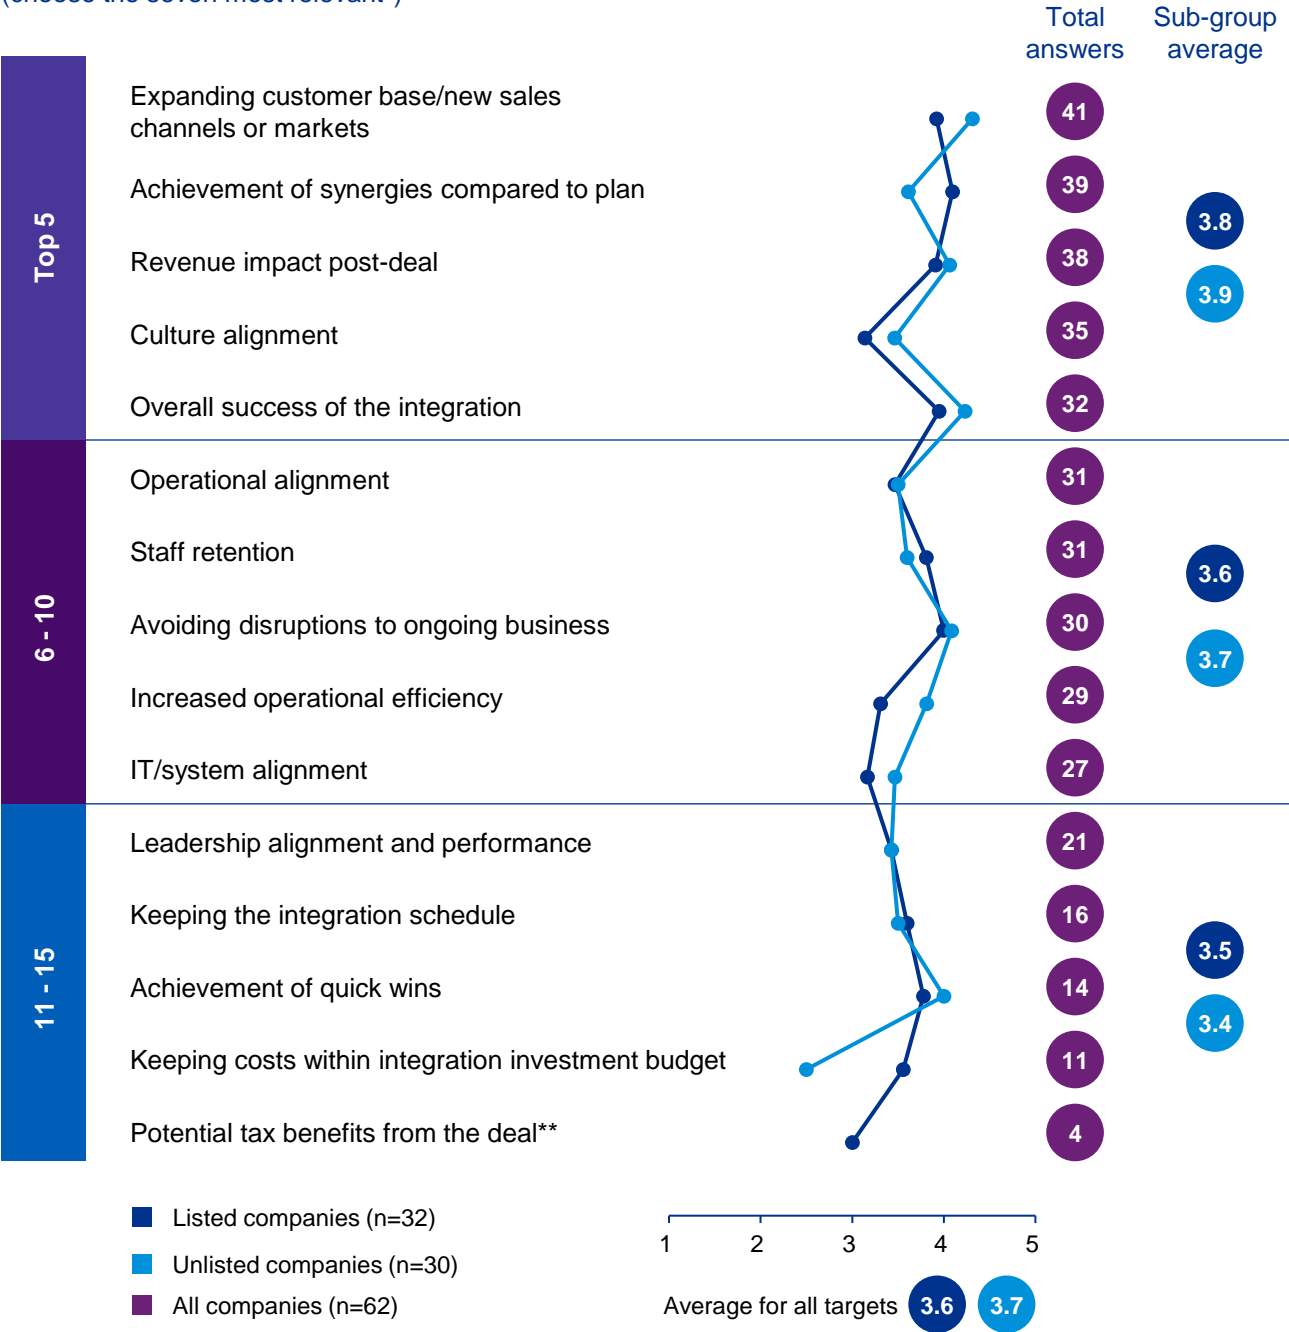 (choose the seven most relevant*)
Total answers
Sub-group average
Top 5
Expanding customer base/new sales
channels or markets
41
Achievement of synergies compared to plan
39
3.8
Revenue impact post-deal
38
3.9
Culture alignment
35
Overall success of the integration
32
6 - 10
Operational alignment
31
Staff retention
31
3.6
Avoiding disruptions to ongoing business
30
3.7
Increased operational efficiency
29
IT/system alignment
27
11 - 15
Leadership alignment and performance
21
Keeping the integration schedule
16
3.5
Achievement of quick wins
14
3.4
Keeping costs within integration investment budget
11
Potential tax benefits from the deal**
4
Listed companies (n=32)
Unlisted companies (n=30)
All companies (n=62)
1 2 3 4 5
Average for all targets 3.6 3.7